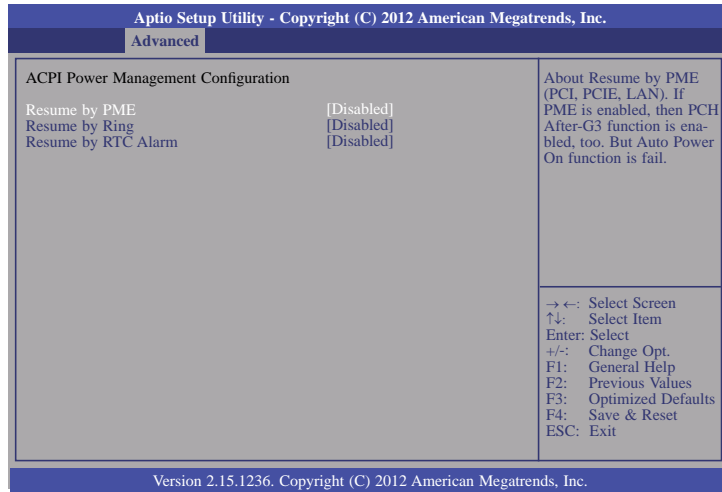 Aptio Setup Utility - Copyright (C) 2012 American Megatrends, Inc.
Advanced
ACPI Power Management Configuration
Resume by PME [Disabled]
Resume by Ring [Disabled]
Resume by RTC Alarm [Disabled]
About Resume by PME
(PCI, PCIE, LAN). If
PME is enabled, then PCH
After-G3 function is ena-
bled, too. But Auto Power
On function is fail.
→←: Select Screen
↑↓: Select Item
Enter: Select
+/-: Change Opt.
F1: General Help
F2: Previous Values
F3: Optimized Defaults
F4: Save & Reset
ESC: Exit
Version 2.15.1236. Copyright (C) 2012 American Megatrends, Inc.